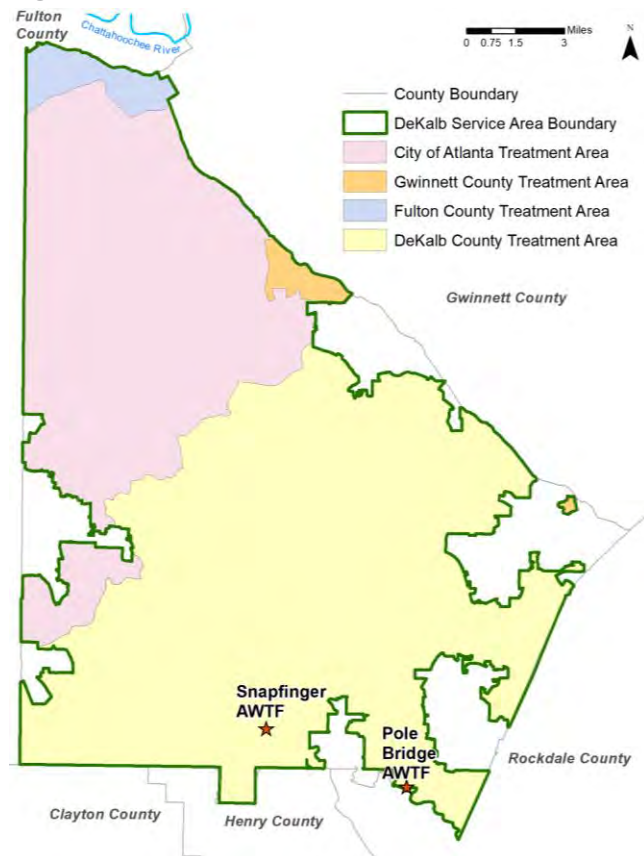 Fulton
County
Chattahoochee River
Miles
0 0.75 1.5 3
N
County Boundary
DeKalb Service Area Boundary
City of Atlanta Treatment Area
Gwinnett County Treatment Area
Fulton County Treatment Area
DeKalb County Treatment Area
Gwinnett County
Snapfinger
AWTF
Pole
Bridge
AWTF
Rockdale County
Clayton County
Henry County